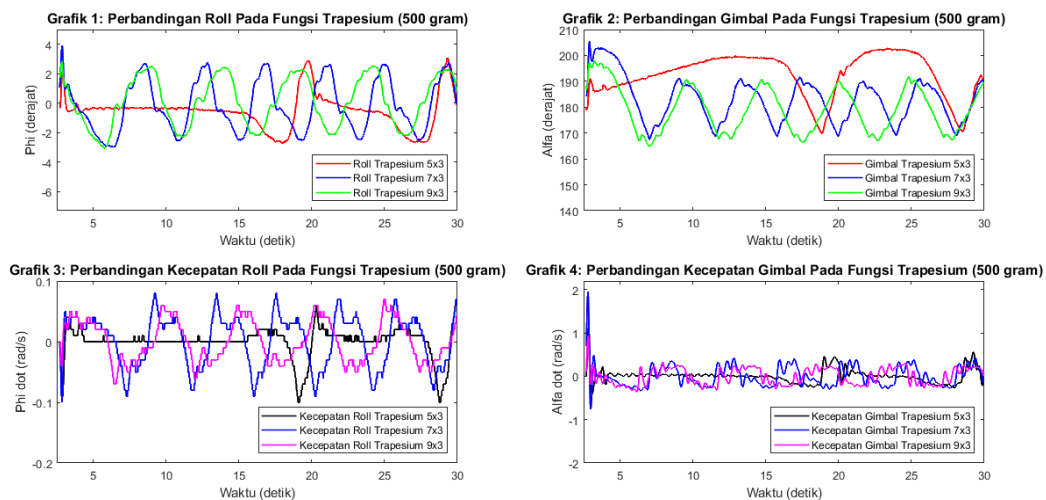 Grafik 1: Perbandingan Roll Pada Fungsi Trapesium (500 gram)
4
2
0
-2
-4
-6
Phi (derajat)
5 10 15 20 25 30
Waktu (detik)
Roll Trapesium 5x3
Roll Trapesium 7x3
Roll Trapesium 9x3
Grafik 2: Perbandingan Gimbal Pada Fungsi Trapesium (500 gram)
210
200
190
180
170
160
150
140
Alfa (derajat)
5 10 15 20 25 30
Waktu (detik)
Gimbal Trapesium 5x3
Gimbal Trapesium 7x3
Gimbal Trapesium 9x3
Grafik 3: Perbandingan Kecepatan Roll Pada Fungsi Trapesium (500 gram)
0.1
0
-0.1
-0.2
Phi dot (rad/s)
5 10 15 20 25 30
Waktu (detik)
Kecepatan Roll Trapesium 5x3
Kecepatan Roll Trapesium 7x3
Kecepatan Roll Trapesium 9x3
Grafik 4: Perbandingan Kecepatan Gimbal Pada Fungsi Trapesium (500 gram)
2
1
0
-1
-2
Alfa dot (rad/s)
5 10 15 20 25 30
Waktu (detik)
Kecepatan Gimbal Trapesium 5x3
Kecepatan Gimbal Trapesium 7x3
Kecepatan Gimbal Trapesium 9x3